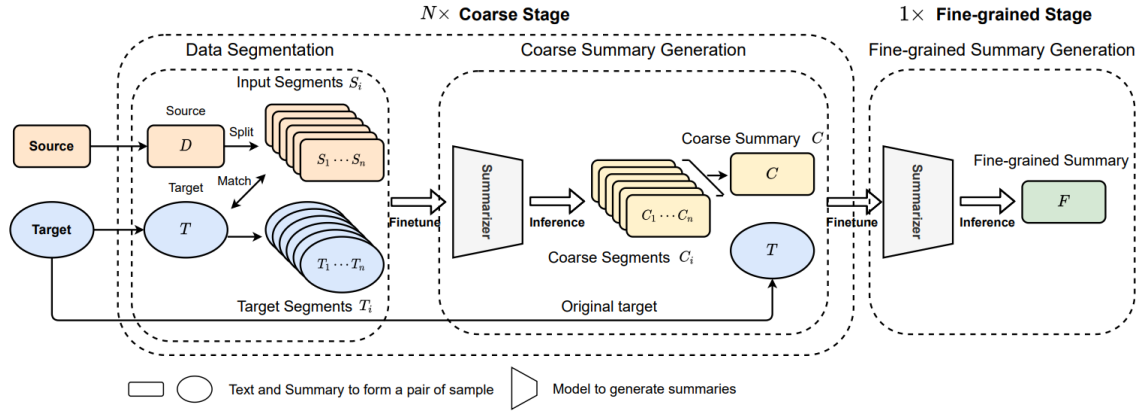 N× Coarse Stage
1× Fine-grained Stage
Data Segmentation
Coarse Summary Generation
Fine-grained Summary Generation
Input Segments S_i
Source
Split
Source
D
S_1 ⋯ S_n
Match
Target
Target
T
T_1 ⋯ T_n
Target Segments T_i
Finetune
Summarizer
Inference
C_1 ⋯ C_n
Coarse Segments C_i
Coarse Summary C
C
T
Original target
Finetune
Summarizer
Inference
Fine-grained Summary
F
Text and Summary to form a pair of sample
Model to generate summaries